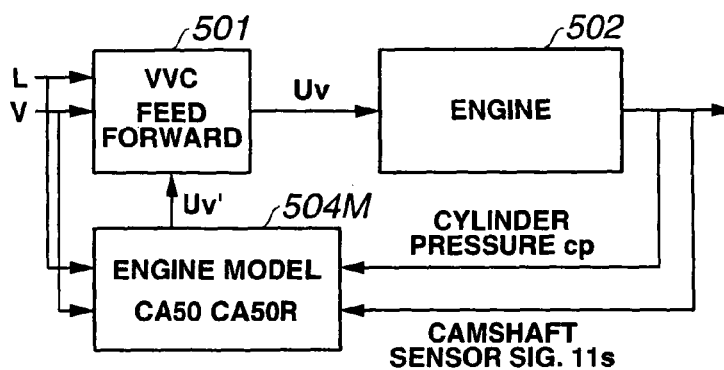 501
502
L
V
VVC
FEED
FORWARD
Uv
ENGINE
Uv'
504M
ENGINE MODEL
CA50 CA50R
CYLINDER
PRESSURE cp
CAMSHAFT
SENSOR SIG. 11s